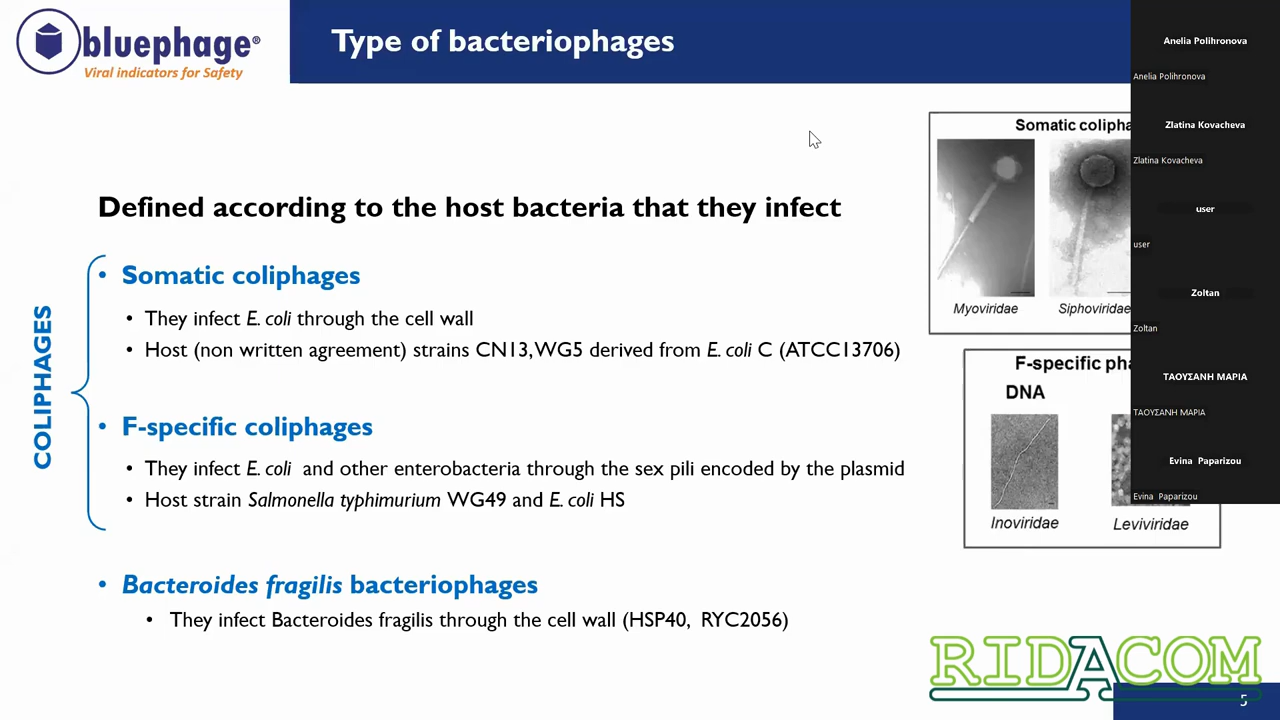 bluephage®
Viral indicators for Safety
Type of bacteriophages
Defined according to the host bacteria that they infect
COLIPHAGES
• Somatic coliphages
• They infect E. coli through the cell wall
• Host (non written agreement) strains CN13, WG5 derived from E. coli C (ATCC13706)
• F-specific coliphages
• They infect E. coli and other enterobacteria through the sex pili encoded by the plasmid
• Host strain Salmonella typhimurium WG49 and E. coli HS
• Bacteroides fragilis bacteriophages
• They infect Bacteroides fragilis through the cell wall (HSP40, RYC2056)
Somatic colipha
Myoviridae
Siphoviridae
F-specific pha
DNA
Inoviridae
Leviviridae
Anelia Polihronova
Anelia Polihronova
Zlatina Kovacheva
Zlatina Kovacheva
user
user
Zoltan
Zoltan
ΤΑΟΥΣΑΝΗ ΜΑΡΙΑ
ΤΑΟΥΣΑΝΗ ΜΑΡΙΑ
Evina Paparizou
Evina Paparizou
RIDACOM
5